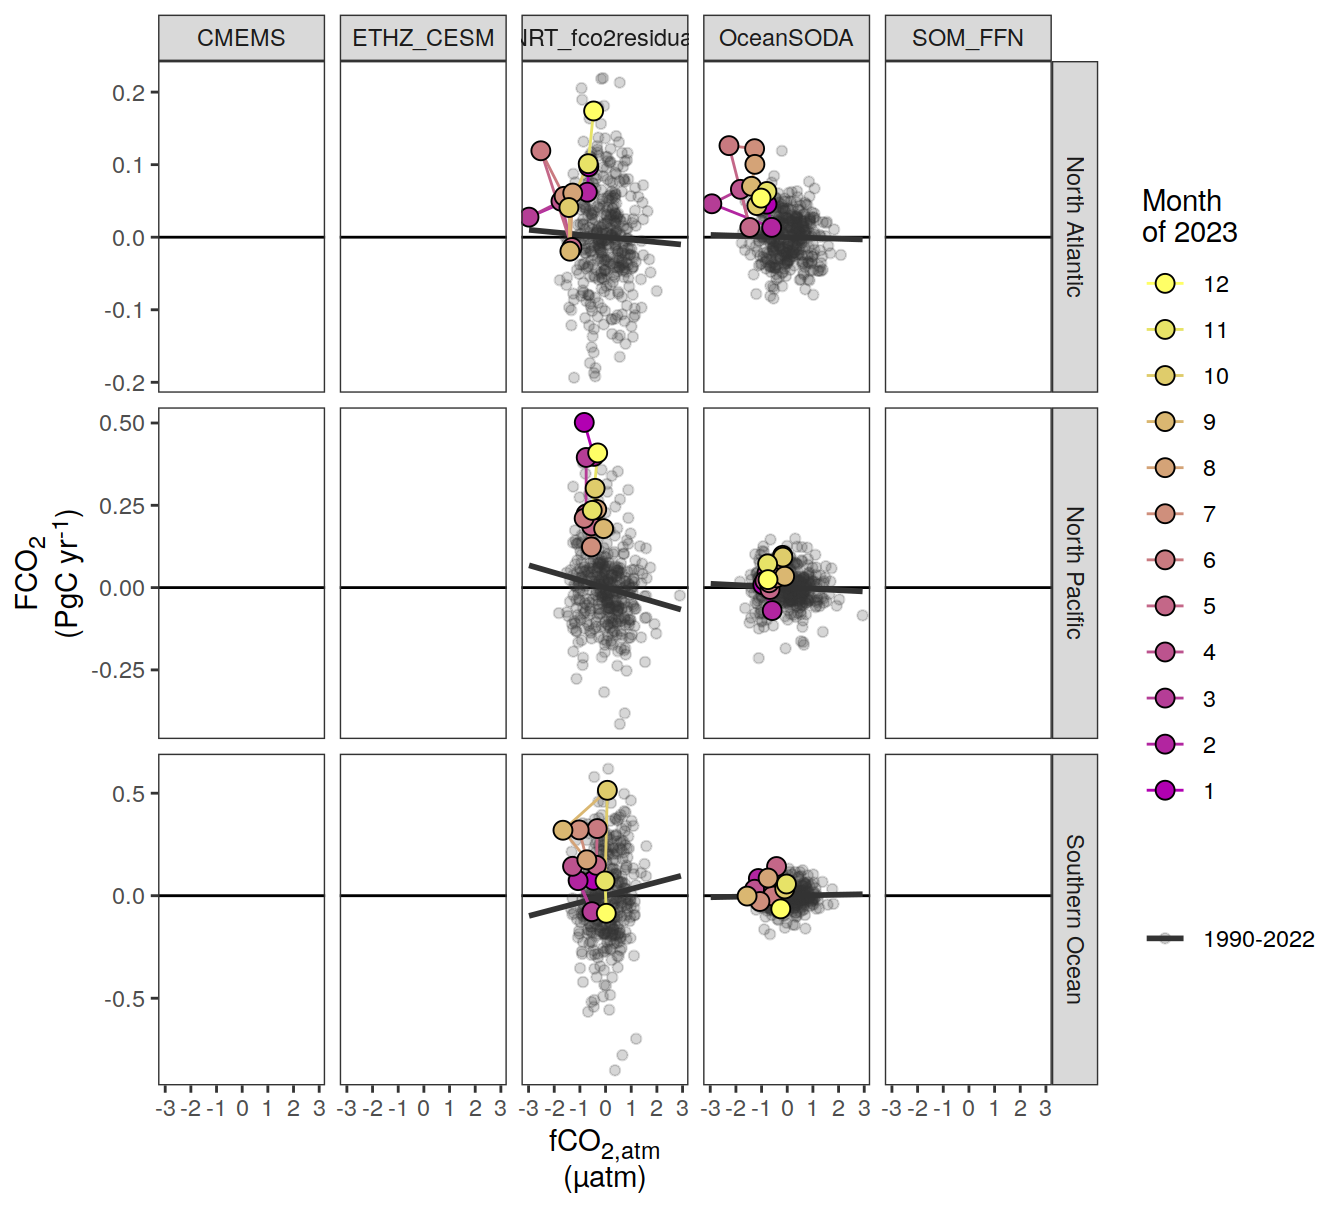 CMEMS ETHZ_CESM NRT_fco2residua OceanSODA SOM_FFN
0.2
0.1
0.0
-0.1
-0.2
North Atlantic
0.50
0.25
0.00
-0.25
North Pacific
0.5
0.0
-0.5
Southern Ocean
FCO2
(PgC yr-1)
-3 -2 -1 0 1 2 3 -3 -2 -1 0 1 2 3 -3 -2 -1 0 1 2 3 -3 -2 -1 0 1 2 3 -3 -2 -1 0 1 2 3
fCO2,atm
(µatm)
Month
of 2023
12
11
10
9
8
7
6
5
4
3
2
1
1990-2022